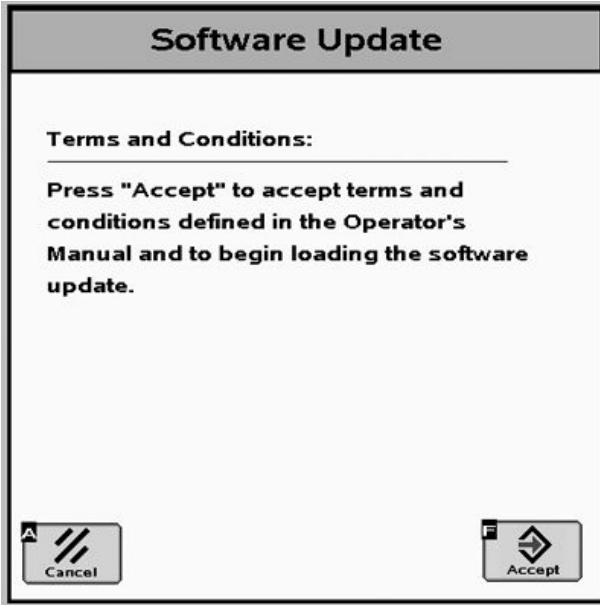 Software Update
Terms and Conditions:
Press "Accept" to accept terms and
conditions defined in the Operator's
Manual and to begin loading the software
update.
A
Cancel
F
Accept